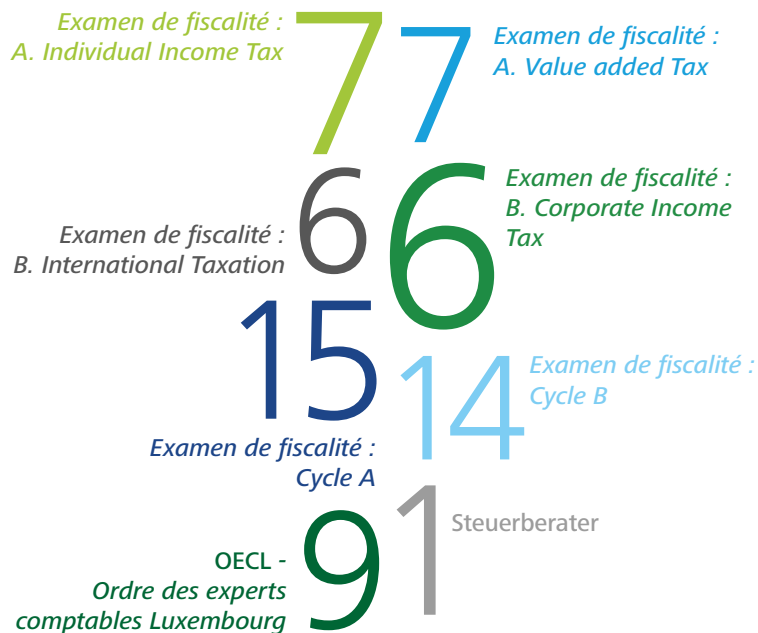 Examen de fiscalité :
A. Individual Income Tax
7
7
Examen de fiscalité :
A. Value added Tax
Examen de fiscalité :
B. International Taxation
6
6
Examen de fiscalité :
B. Corporate Income
Tax
15
Examen de fiscalité :
Cycle A
14
Examen de fiscalité :
Cycle B
OECL -
Ordre des experts
comptables Luxembourg
9
1
Steuerberater